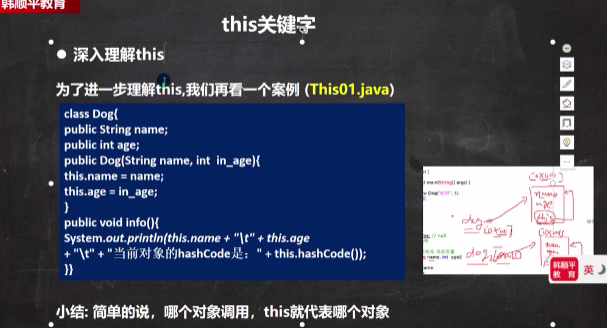 韩顺平教育
this关键字
深入理解this
为了进一步理解this,我们再看一个案例 (This01.java)
class Dog{
public String name;
public int age;
public Dog(String name, int in_age){
this.name = name;
this.age = in_age;
}
public void info(){
System.out.println(this.name + "\t" + this.age
+ "\t" + "当前对象的hashCode是：" + this.hashCode());
}}
小结: 简单的说，哪个对象调用，this就代表哪个对象
韩顺平
教 育
英